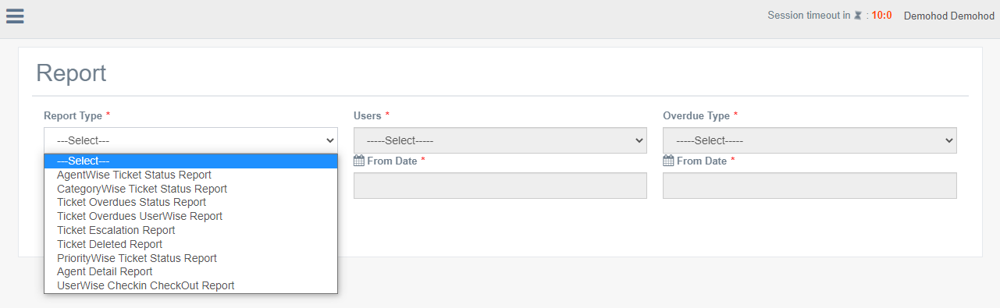 Session timeout in : 10:0 Demohod Demohod
Report
Report Type * Users * Overdue Type *
---Select--- -----Select----- -----Select-----
---Select---
From Date * From Date *
AgentWise Ticket Status Report
CategoryWise Ticket Status Report
Ticket Overdues Status Report
Ticket Overdues UserWise Report
Ticket Escalation Report
Ticket Deleted Report
PriorityWise Ticket Status Report
Agent Detail Report
UserWise Checkin CheckOut Report